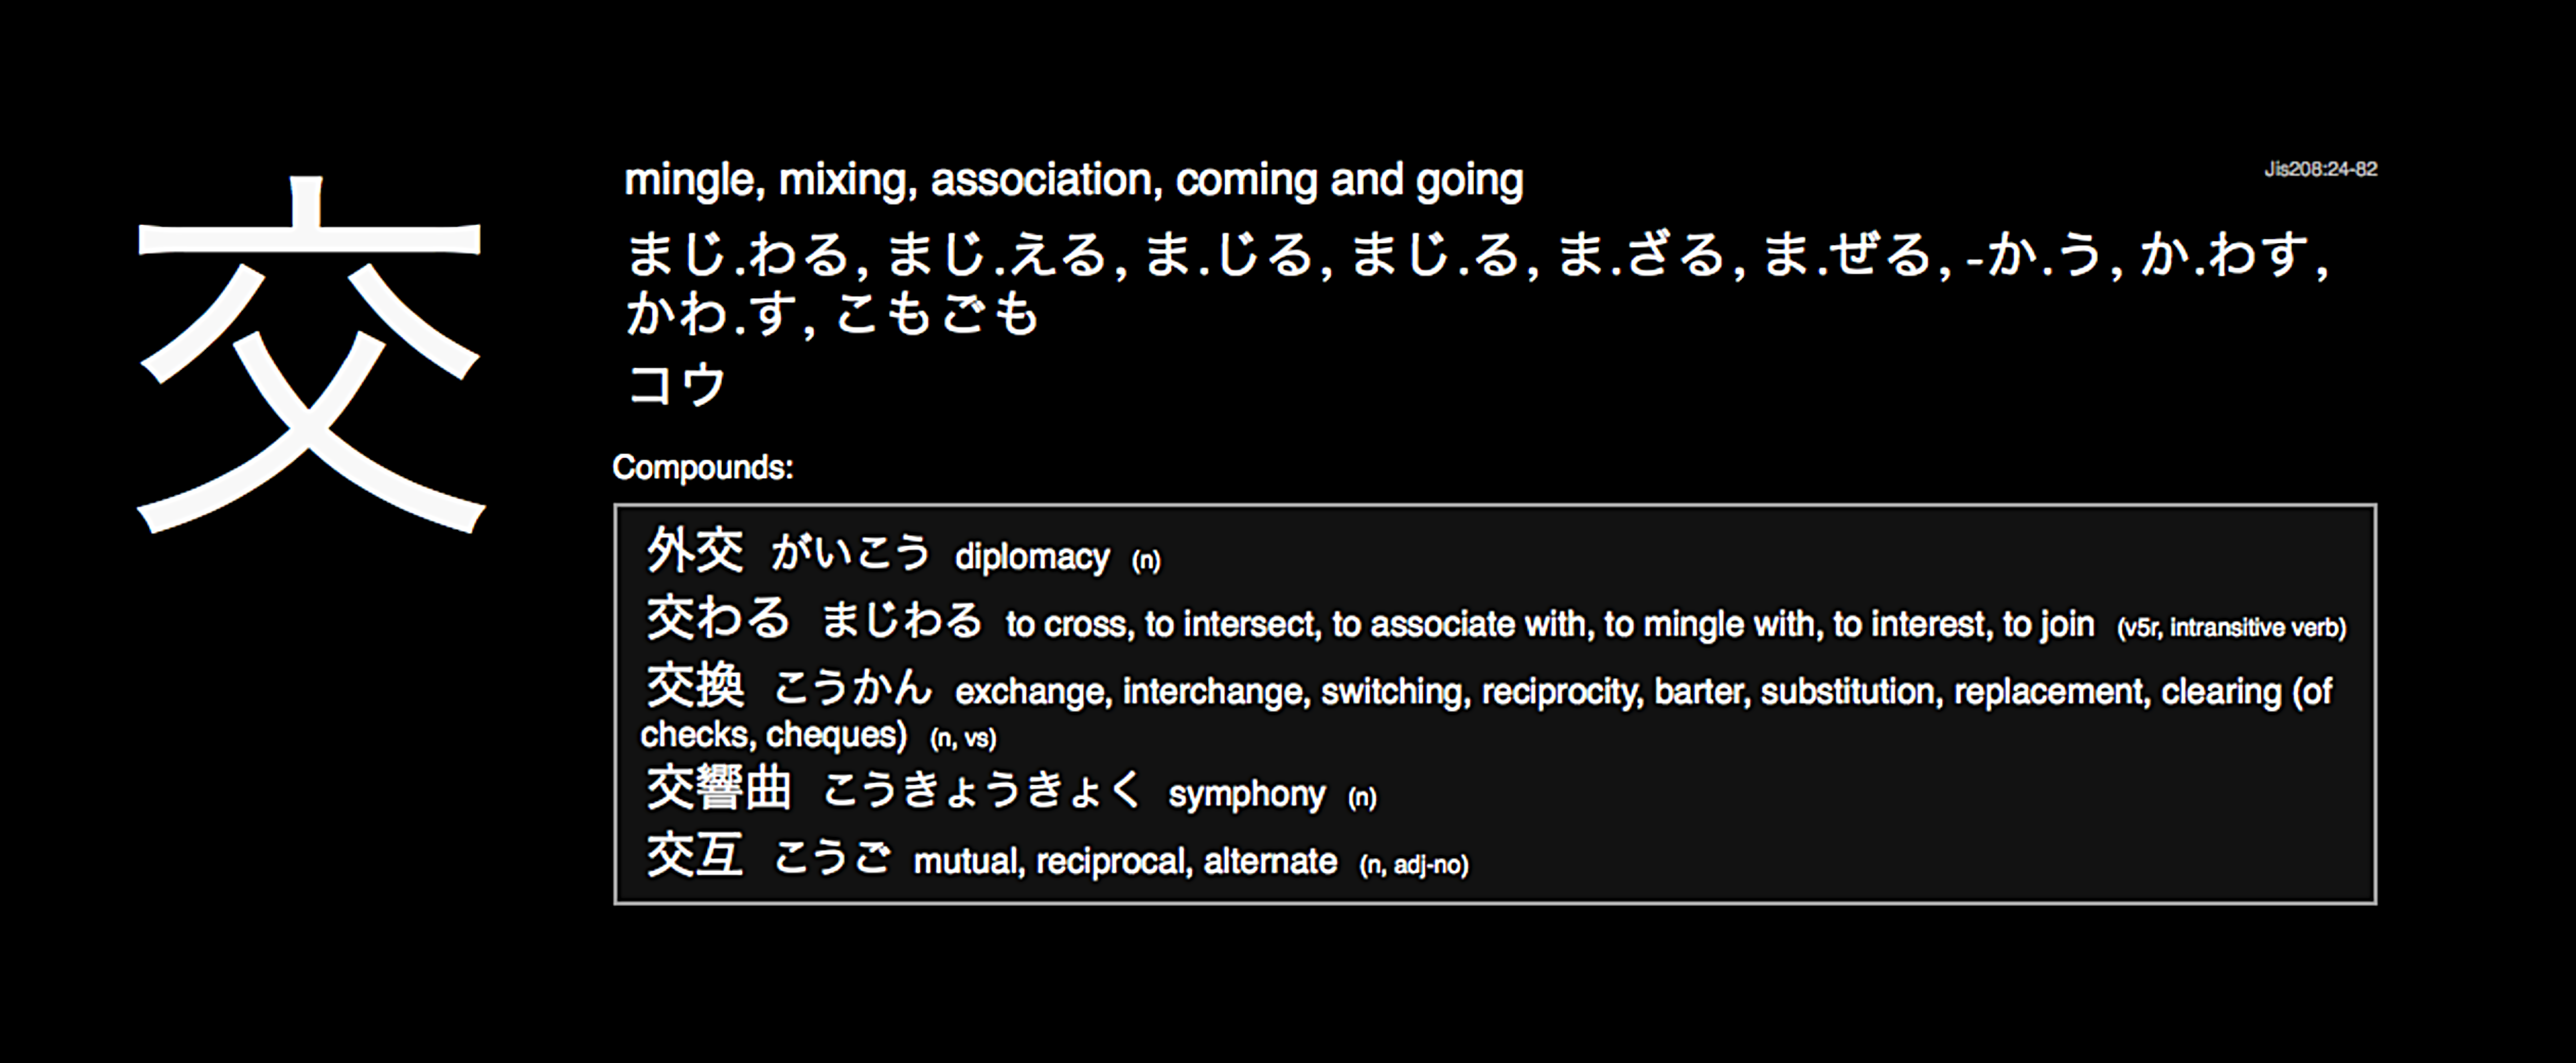 交
mingle, mixing, association, coming and going
Jis208:24-82
まじ.わる, まじ.える, ま.じる, まじ.る, ま.ざる, ま.ぜる, -か.う, か.わす,
かわ.す, こもごも
コウ
Compounds:
外交 がいこう diplomacy (n)
交わる まじわる to cross, to intersect, to associate with, to mingle with, to interest, to join (v5r, intransitive verb)
交換 こうかん exchange, interchange, switching, reciprocity, barter, substitution, replacement, clearing (of
checks, cheques) (n, vs)
交響曲 こうきょうきょく symphony (n)
交互 こうご mutual, reciprocal, alternate (n, adj-no)